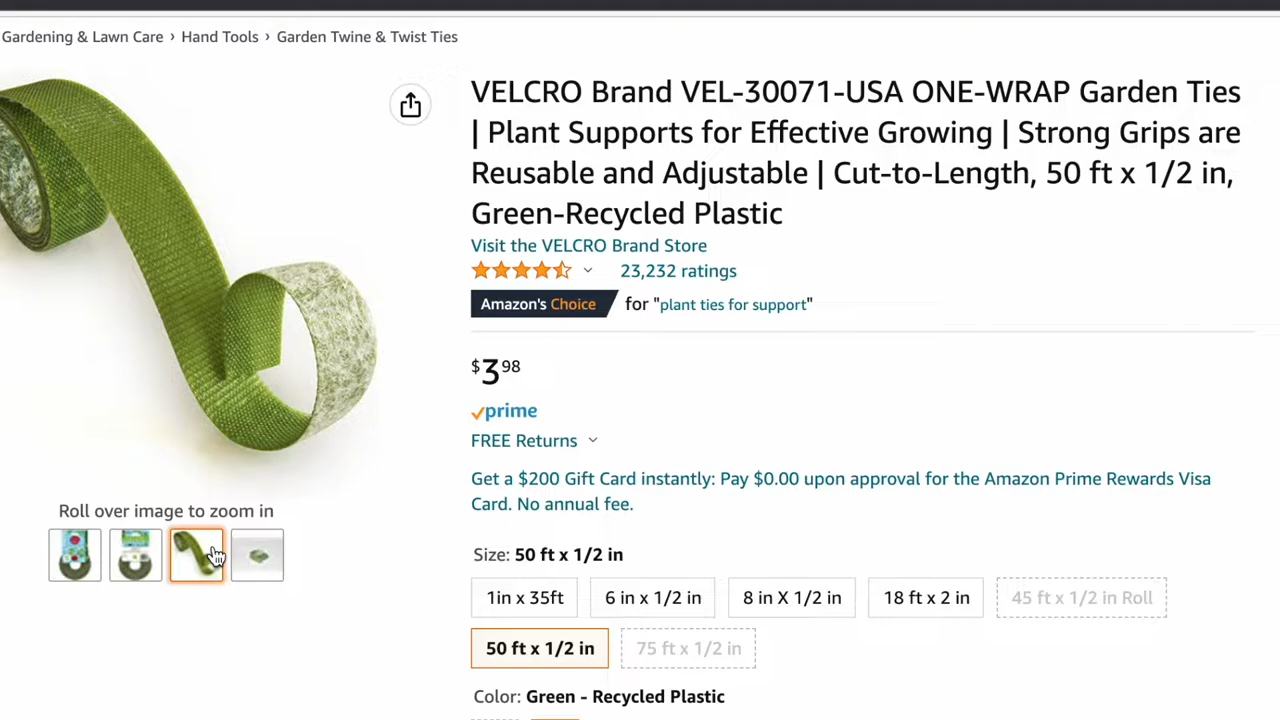 Gardening & Lawn Care › Hand Tools › Garden Twine & Twist Ties
VELCRO Brand VEL-30071-USA ONE-WRAP Garden Ties
| Plant Supports for Effective Growing | Strong Grips are
Reusable and Adjustable | Cut-to-Length, 50 ft x 1/2 in,
Green-Recycled Plastic
Visit the VELCRO Brand Store
23,232 ratings
Amazon's Choice for "plant ties for support"
$3.98
prime
FREE Returns
Get a $200 Gift Card instantly: Pay $0.00 upon approval for the Amazon Prime Rewards Visa
Card. No annual fee.
Roll over image to zoom in
Size: 50 ft x 1/2 in
1in x 35ft 6 in x 1/2 in 8 in X 1/2 in 18 ft x 2 in 45 ft x 1/2 in Roll
50 ft x 1/2 in 75 ft x 1/2 in
Color: Green - Recycled Plastic